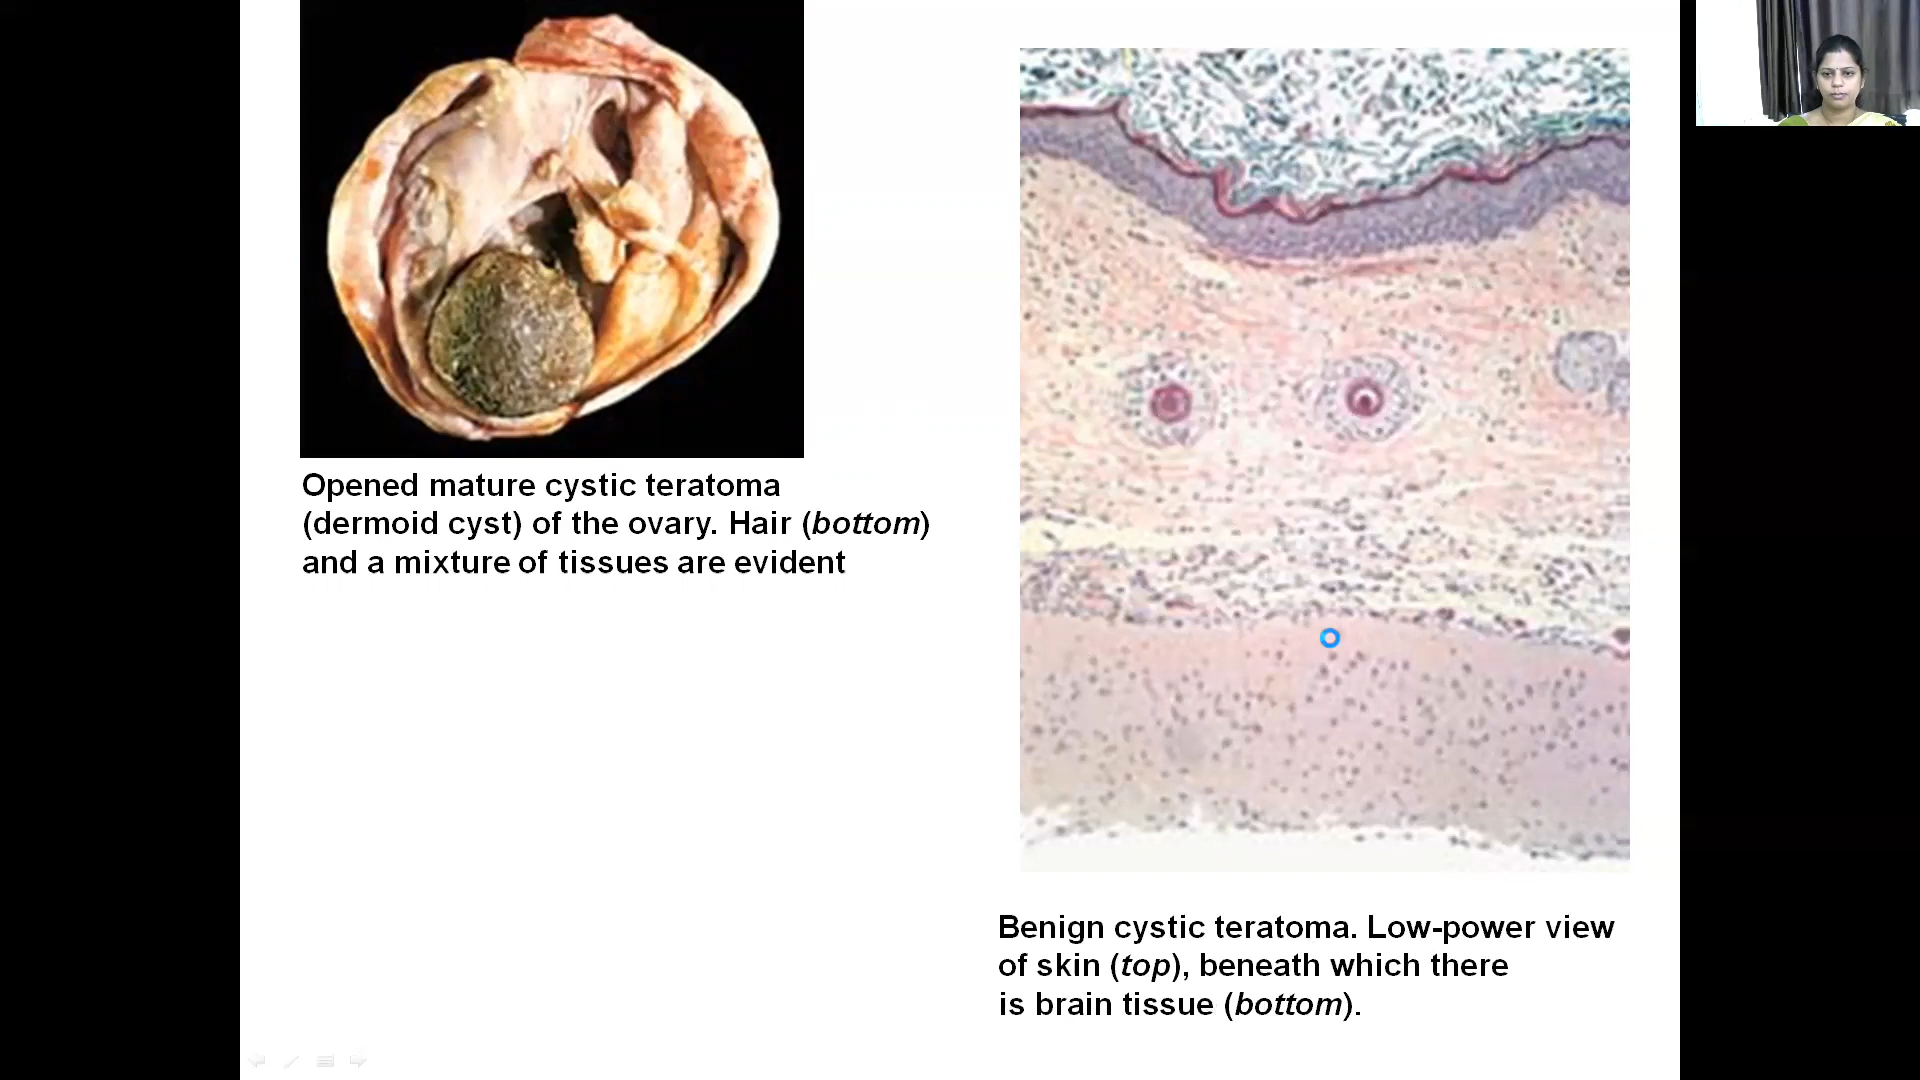 Opened mature cystic teratoma
(dermoid cyst) of the ovary. Hair (bottom)
and a mixture of tissues are evident
Benign cystic teratoma. Low-power view
of skin (top), beneath which there
is brain tissue (bottom).